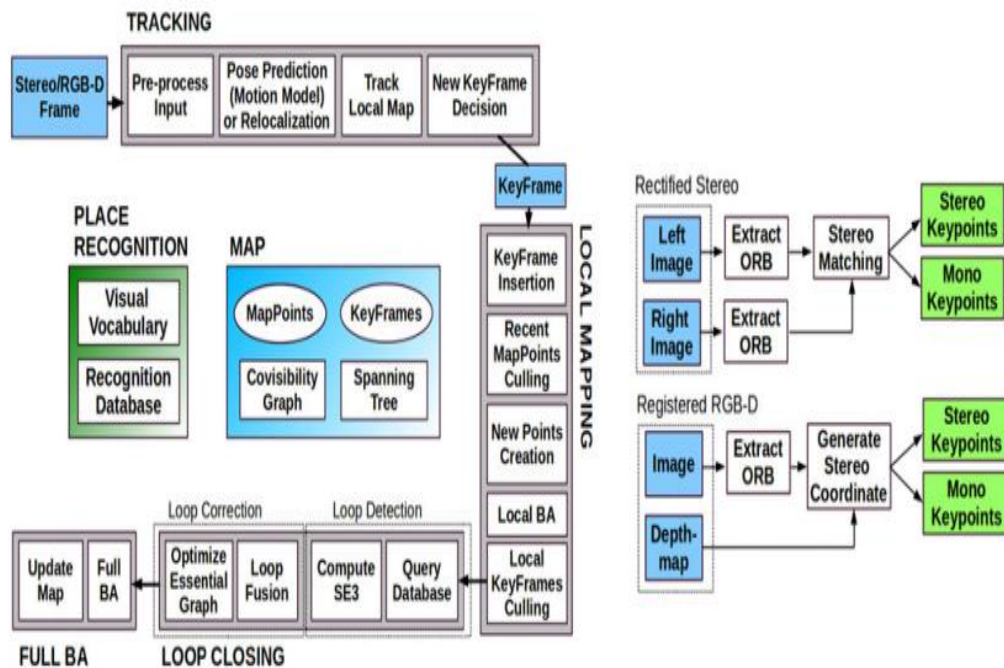 TRACKING
Stereo/RGB-D
Frame
Pre-process
Input
Pose Prediction
(Motion Model)
or Relocalization
Track
Local Map
New KeyFrame
Decision
KeyFrame
PLACE
RECOGNITION
Visual
Vocabulary
Recognition
Database
MAP
MapPoints
KeyFrames
Covisibility
Graph
Spanning
Tree
LOCAL MAPPING
KeyFrame
Insertion
Recent
MapPoints
Culling
New Points
Creation
Local BA
Local
KeyFrames
Culling
Loop Correction
Loop Detection
Update
Map
Full
BA
Optimize
Essential
Graph
Loop
Fusion
Compute
SE3
Query
Database
FULL BA
LOOP CLOSING
Rectified Stereo
Left
Image
Extract
ORB
Stereo
Matching
Stereo
Keypoints
Mono
Keypoints
Right
Image
Extract
ORB
Registered RGB-D
Image
Extract
ORB
Generate
Stereo
Coordinate
Stereo
Keypoints
Mono
Keypoints
Depth-
map